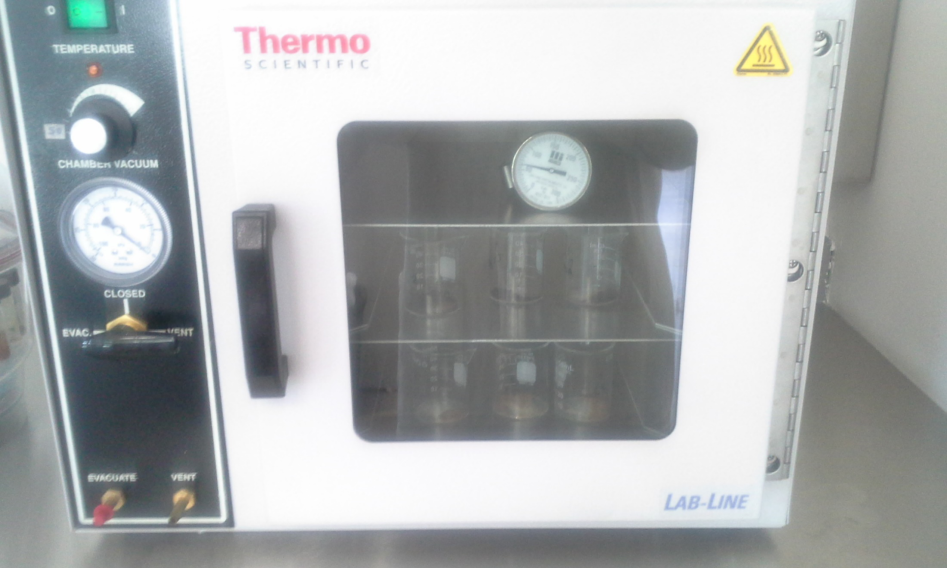 O I
TEMPERATURE
CHAMBER VACUUM
CLOSED
EVAC. VENT
EVACUATE VENT
Thermo
SCIENTIFIC
LAB-LINE